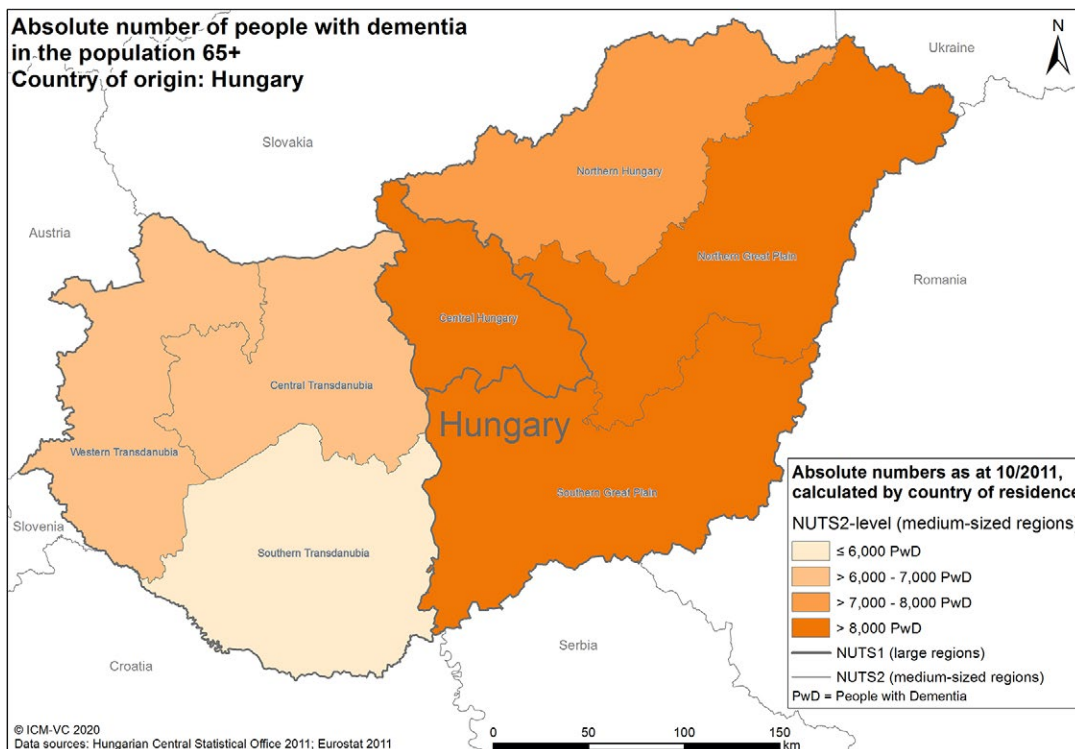 Absolute number of people with dementia
in the population 65+
Country of origin: Hungary
N
Ukraine
Slovakia
Northern Hungary
Austria
Northern Great Plain
Romania
Central Hungary
Central Transdanubia
Hungary
Western Transdanubia
Southern Great Plain
Slovenia
Southern Transdanubia
Croatia
Serbia
Absolute numbers as at 10/2011,
calculated by country of residence
NUTS2-level (medium-sized regions
≤ 6,000 PwD
> 6,000 - 7,000 PwD
> 7,000 - 8,000 PwD
> 8,000 PwD
NUTS1 (large regions)
NUTS2 (medium-sized regions)
PwD = People with Dementia
© ICM-VC 2020
Data sources: Hungarian Central Statistical Office 2011; Eurostat 2011
0 50 100 150
km